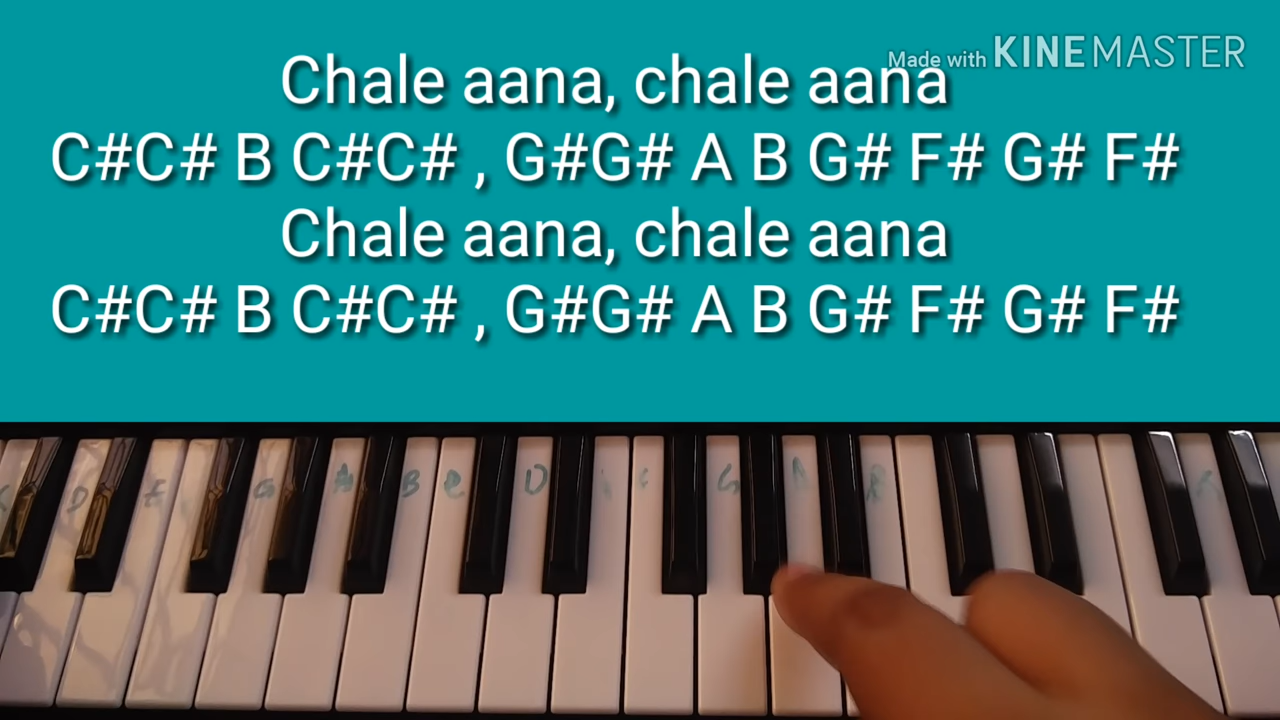 Made with KINEMASTER
Chale aana, chale aana
C#C# B C#C# , G#G# A B G# F# G# F#
Chale aana, chale aana
C#C# B C#C# , G#G# A B G# F# G# F#
D E G A B C D G A B